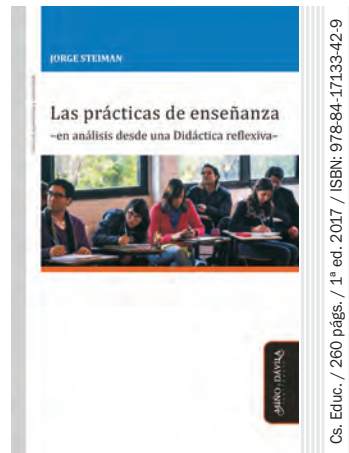 JORGE STEIMAN
Las prácticas de enseñanza
–en análisis desde una Didáctica reflexiva–
MIÑO • DÁVILA
Cs. Educ. / 260 págs. / 1ª ed. 2017 / ISBN: 978-84-17133-42-9